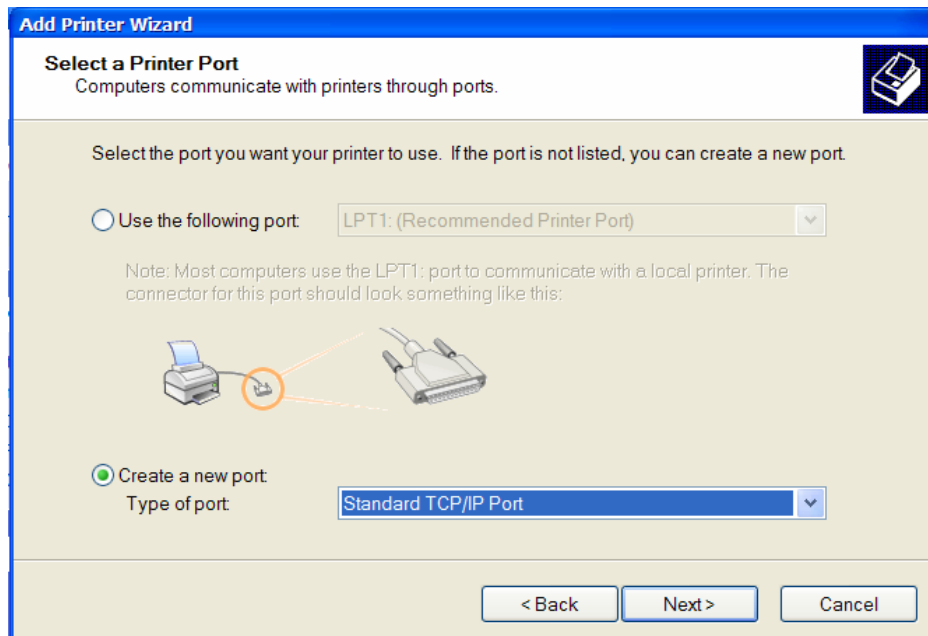 Add Printer Wizard
Select a Printer Port
Computers communicate with printers through ports.
Select the port you want your printer to use. If the port is not listed, you can create a new port.
Use the following port: LPT1: (Recommended Printer Port)
Note: Most computers use the LPT1: port to communicate with a local printer. The
connector for this port should look something like this:
Create a new port:
Type of port: Standard TCP/IP Port
< Back Next > Cancel